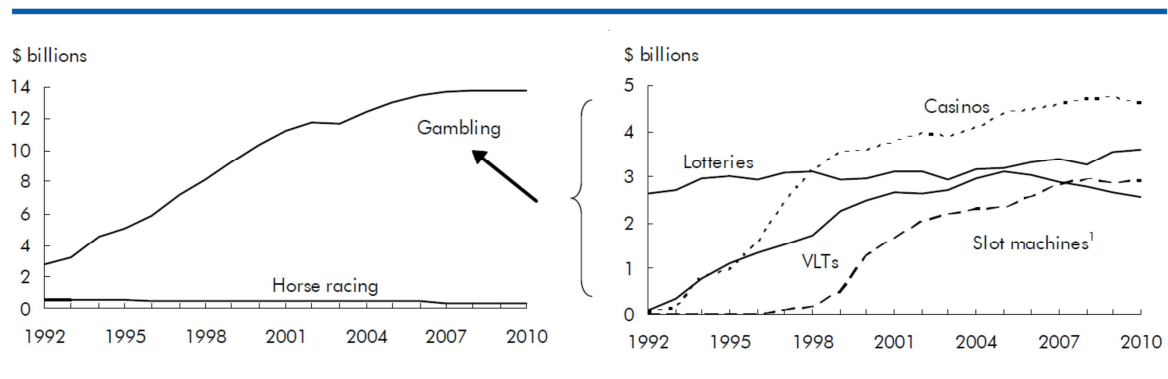 $ billions
14
12
10
8
6
4
2
0
Gambling
Horse racing
1992 1995 1998 2001 2004 2007 2010
$ billions
5
4
3
2
1
0
Casinos
Lotteries
VLTs
Slot machines¹
1992 1995 1998 2001 2004 2007 2010